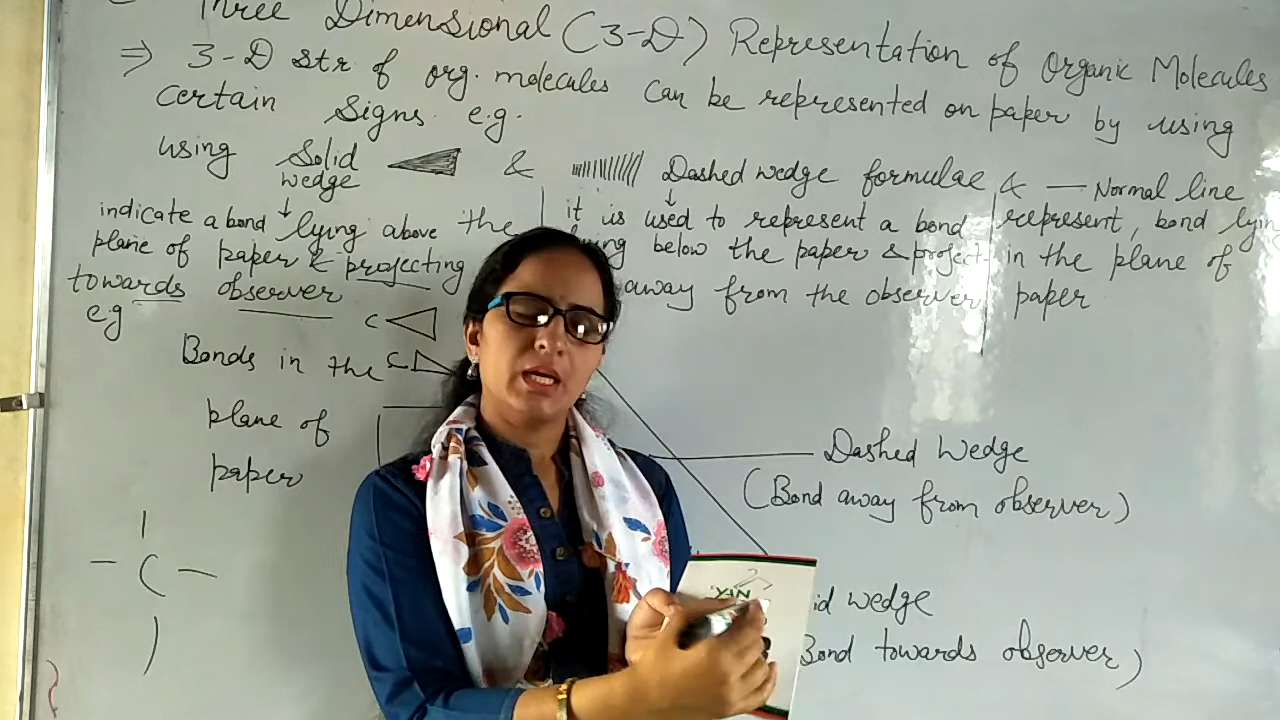 Three Dimensional (3-D) Representation of Organic Molecules
⇒ 3-D Str of org. molecules can be represented on paper by using
certain signs e.g.
using Solid wedge & Dashed wedge formulae & — Normal line
indicate a bond lying above the plane of paper & projecting towards observer
it is used to represent a bond below the paper & project away from the observer
represent, bond lyin in the plane of paper
e.g
C
C
Bonds in the
plane of
paper
Dashed Wedge
(Bond away from observer)
wedge
Bond towards observer)
C